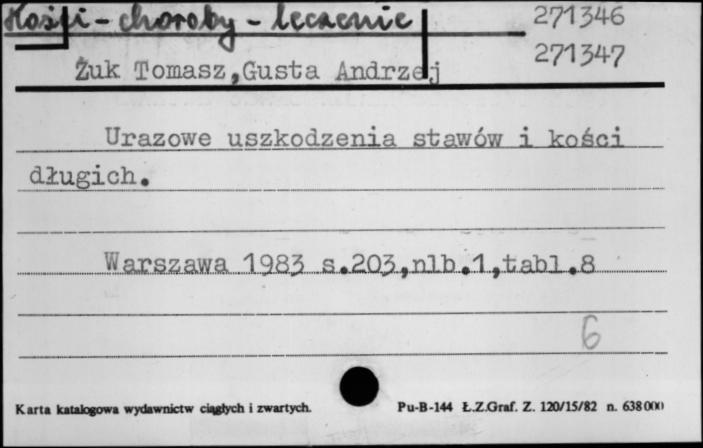 Kości - choroby - leczenie 271346
271347
Żuk Tomasz,Gusta Andrzej
Urazowe uszkodzenia stawów i kości
długich.
Warszawa 1983 s.203,nlb.1,tabl.8
6
Karta katalogowa wydawnictw ciągłych i zwartych. Pu-B-144 Ł.Z.Graf. Z. 120/15/82 n. 638000